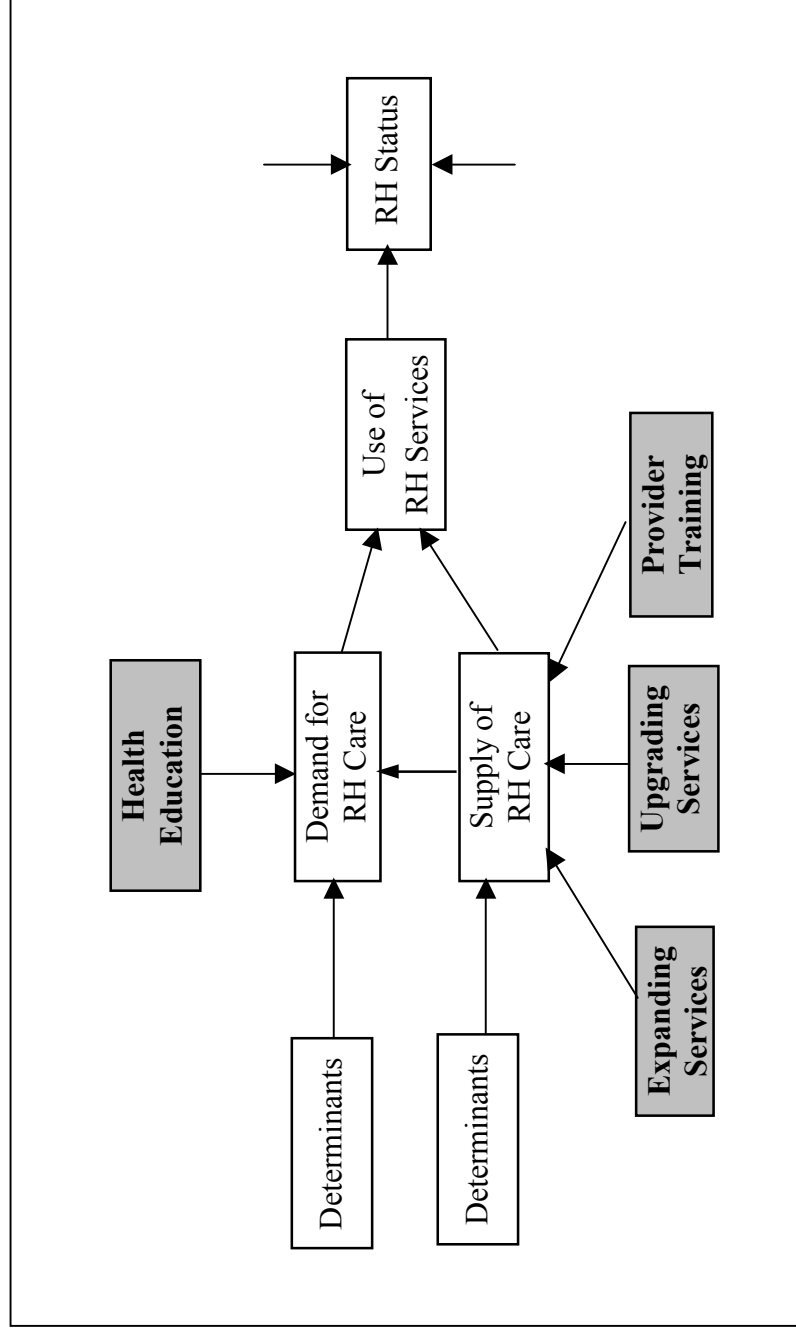 Health
Education
Determinants
Demand for
RH Care
Use of
RH Services
RH Status
Determinants
Supply of
RH Care
Expanding
Services
Upgrading
Services
Provider
Training